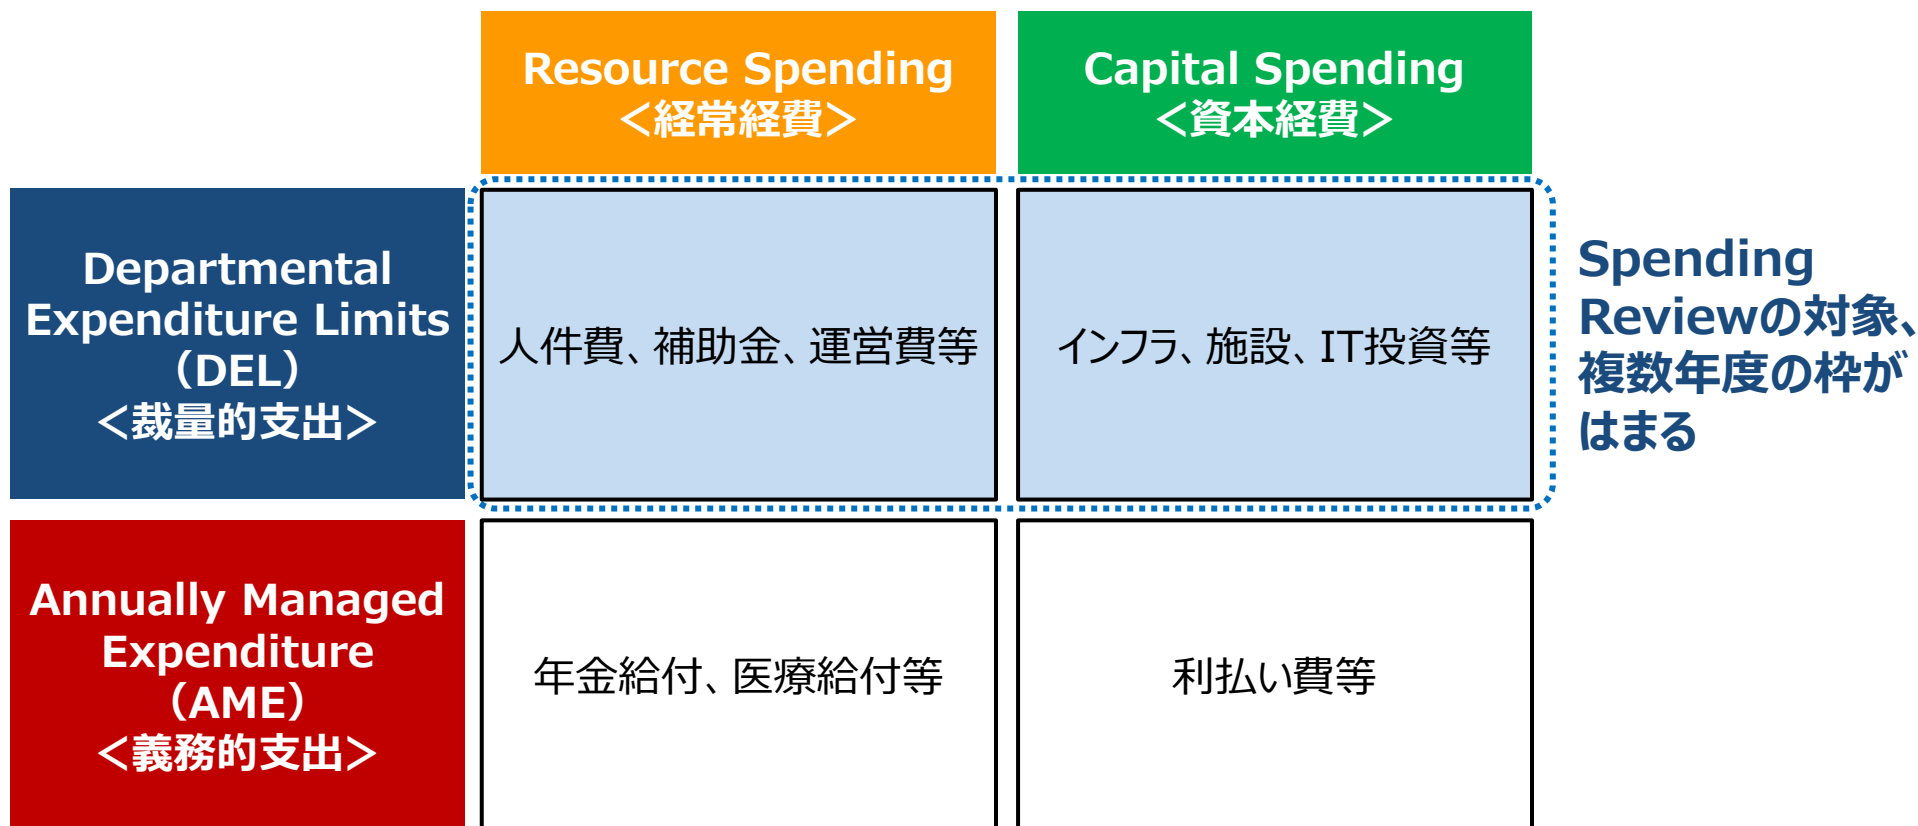 Resource Spending
＜経常経費＞
Capital Spending
＜資本経費＞
Departmental
Expenditure Limits
（DEL）
＜裁量的支出＞
人件費、補助金、運営費等
インフラ、施設、IT投資等
Spending
Reviewの対象、
複数年度の枠が
はまる
Annually Managed
Expenditure
（AME）
＜義務的支出＞
年金給付、医療給付等
利払い費等